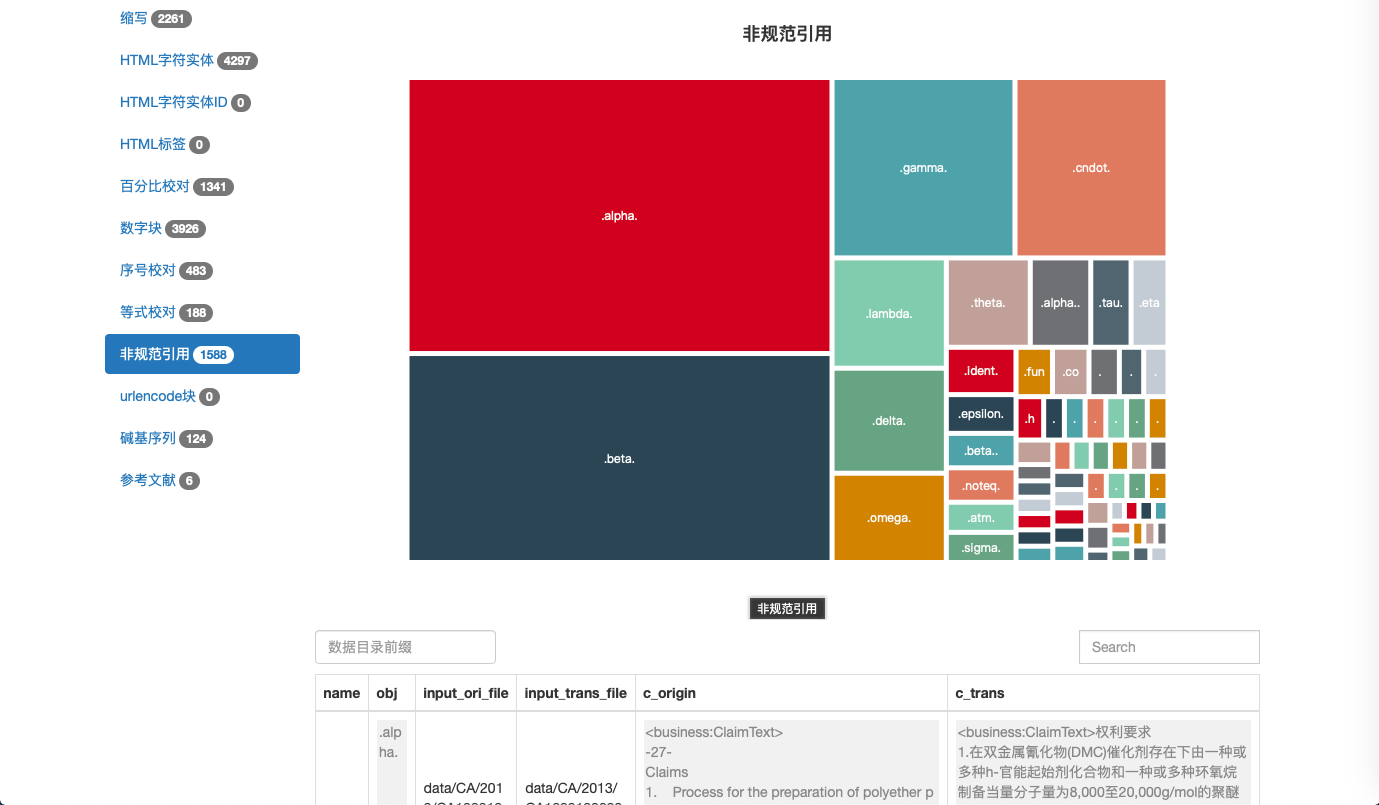 缩写 2261
HTML字符实体 4297
HTML字符实体ID 0
HTML标签 0
百分比校对 1341
数字块 3926
序号校对 483
等式校对 188
非规范引用 1588
urlencode块 0
碱基序列 124
参考文献 6
非规范引用
.alpha.
.beta.
.gamma.
.cndot.
.lambda.
.delta.
.omega.
.theta.
.alpha..
.tau.
.eta
.ident.
.epsilon.
.beta..
.noteq.
.atm.
.sigma.
.fun
.co
.
.
.
.h
.
.
.
.
.
.
.
.
.
.
非规范引用
数据目录前缀
Search
name obj input_ori_file input_trans_file c_origin c_trans
.alp
ha.
data/CA/201
data/CA/2013/
<business:ClaimText>
-27-
Claims
1. Process for the preparation of polyether p
<business:ClaimText>权利要求
1.在双金属氰化物(DMC)催化剂存在下由一种或
多种h-官能起始剂化合物和一种或多种环氧烷
制备当量分子量为8,000至20,000g/mol的聚醚